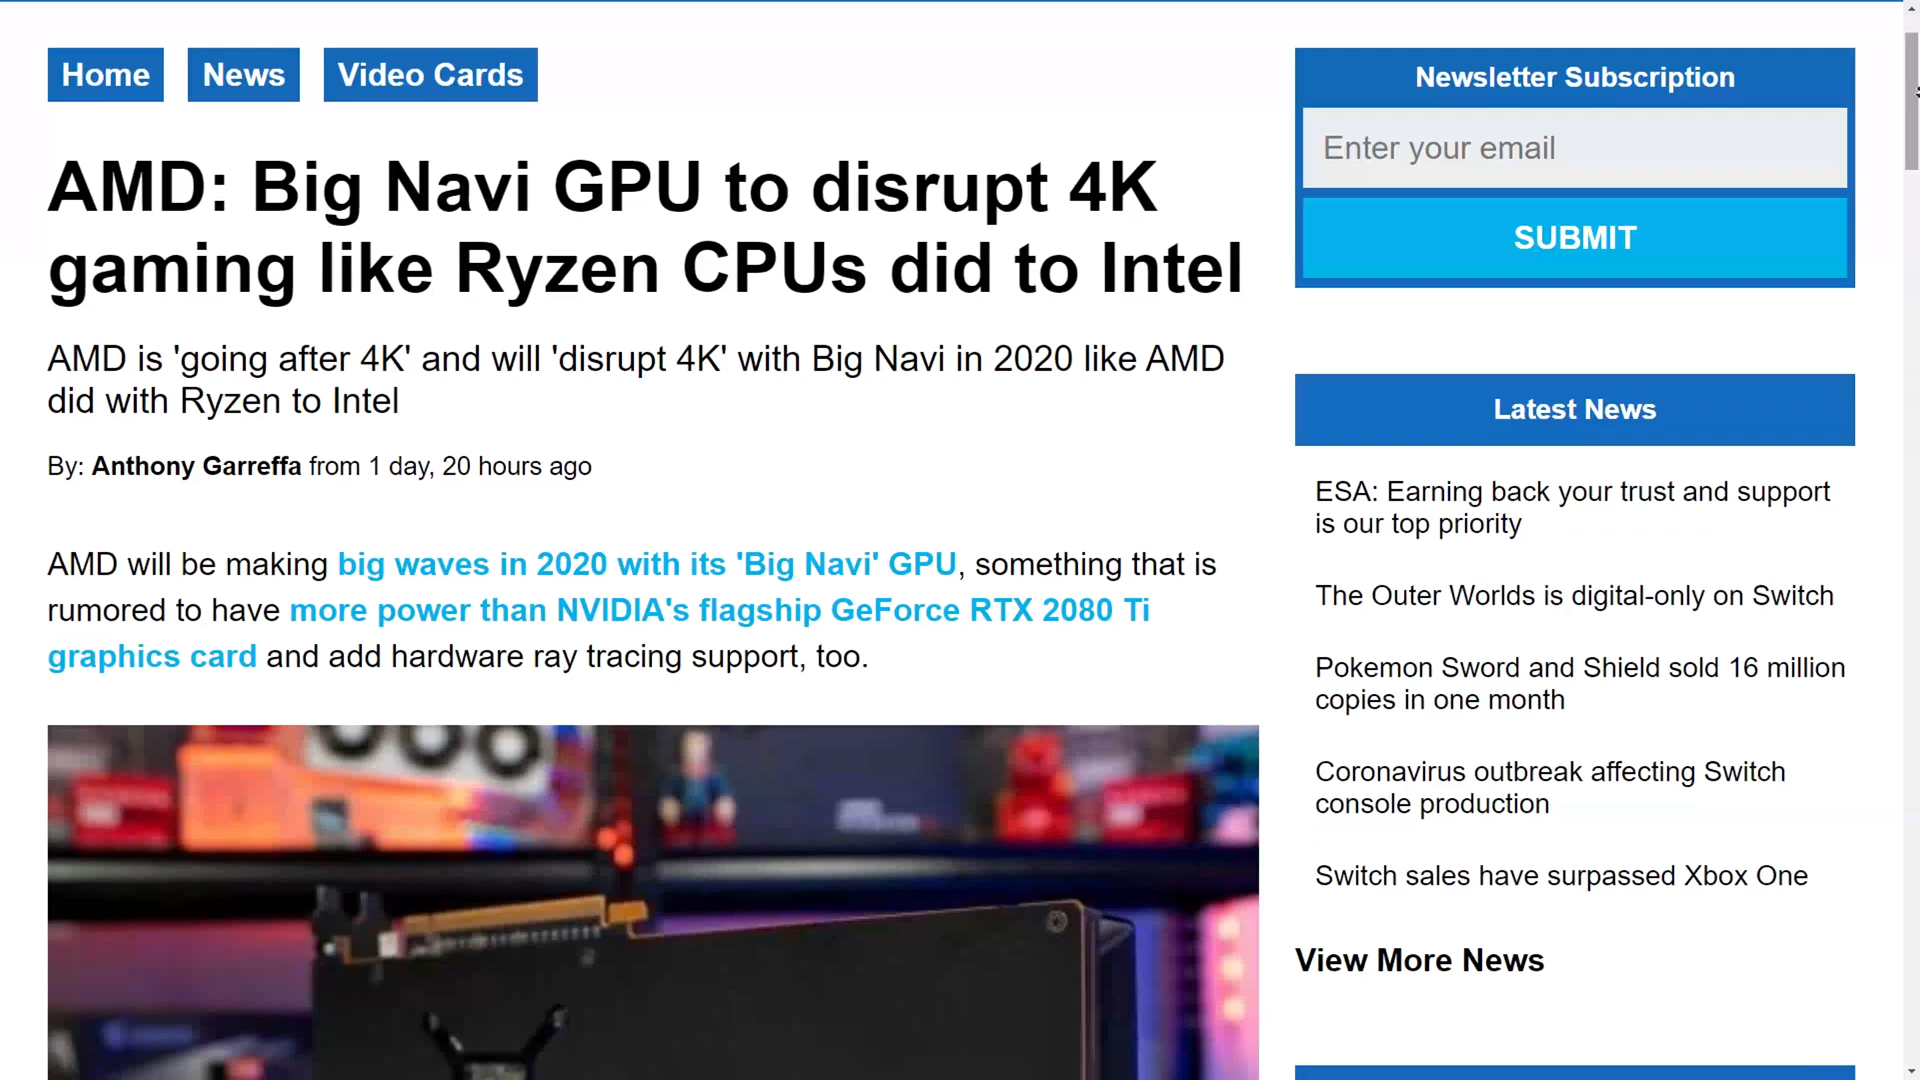 Home News Video Cards
AMD: Big Navi GPU to disrupt 4K
gaming like Ryzen CPUs did to Intel
AMD is 'going after 4K' and will 'disrupt 4K' with Big Navi in 2020 like AMD
did with Ryzen to Intel
By: Anthony Garreffa from 1 day, 20 hours ago
AMD will be making big waves in 2020 with its 'Big Navi' GPU, something that is
rumored to have more power than NVIDIA's flagship GeForce RTX 2080 Ti
graphics card and add hardware ray tracing support, too.
Newsletter Subscription
Enter your email
SUBMIT
Latest News
ESA: Earning back your trust and support
is our top priority
The Outer Worlds is digital-only on Switch
Pokemon Sword and Shield sold 16 million
copies in one month
Coronavirus outbreak affecting Switch
console production
Switch sales have surpassed Xbox One
View More News